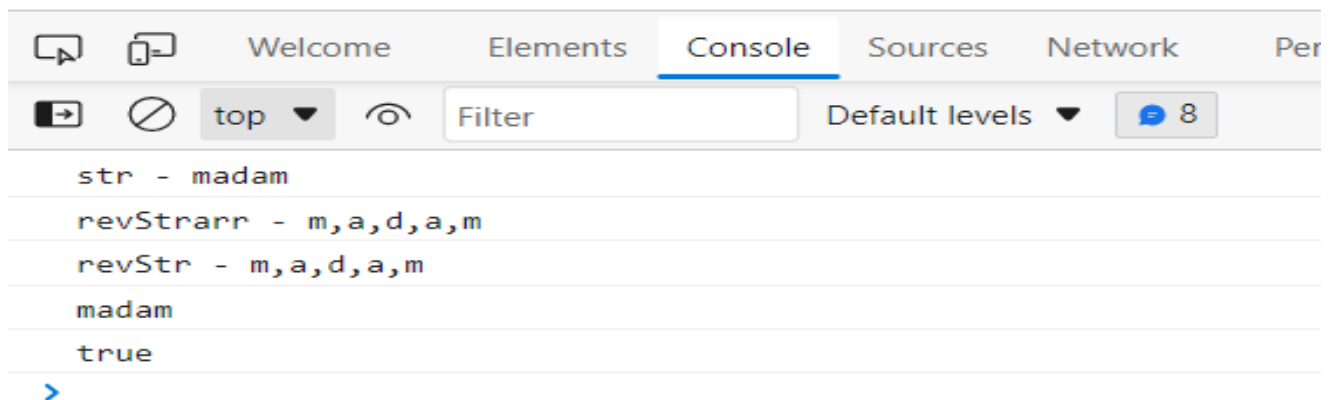 Welcome Elements Console Sources Network Per
top Filter Default levels 8
str - madam
revStrarr - m,a,d,a,m
revStr - m,a,d,a,m
madam
true
>